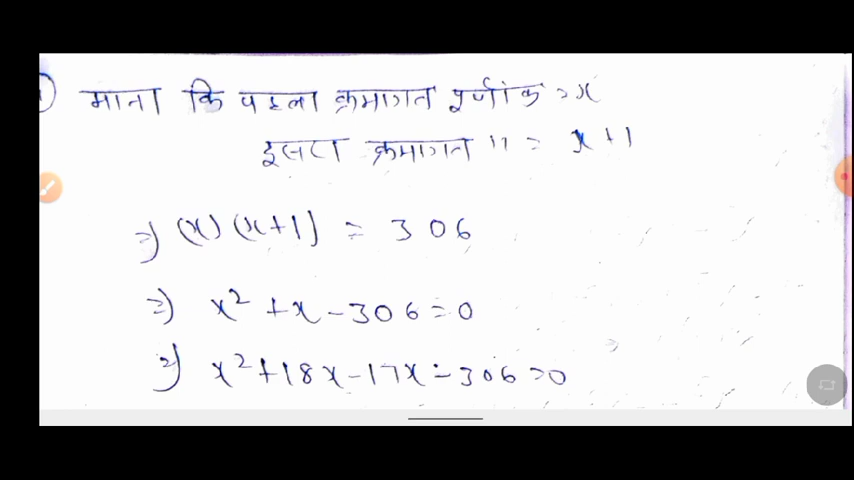 माना कि पहला क्रमागत पूर्णांक = x
दूसरा क्रमागत " = x+1
⇒ (x) (x+1) = 306
⇒ x² + x - 306 = 0
⇒ x² + 18x - 17x - 306 = 0